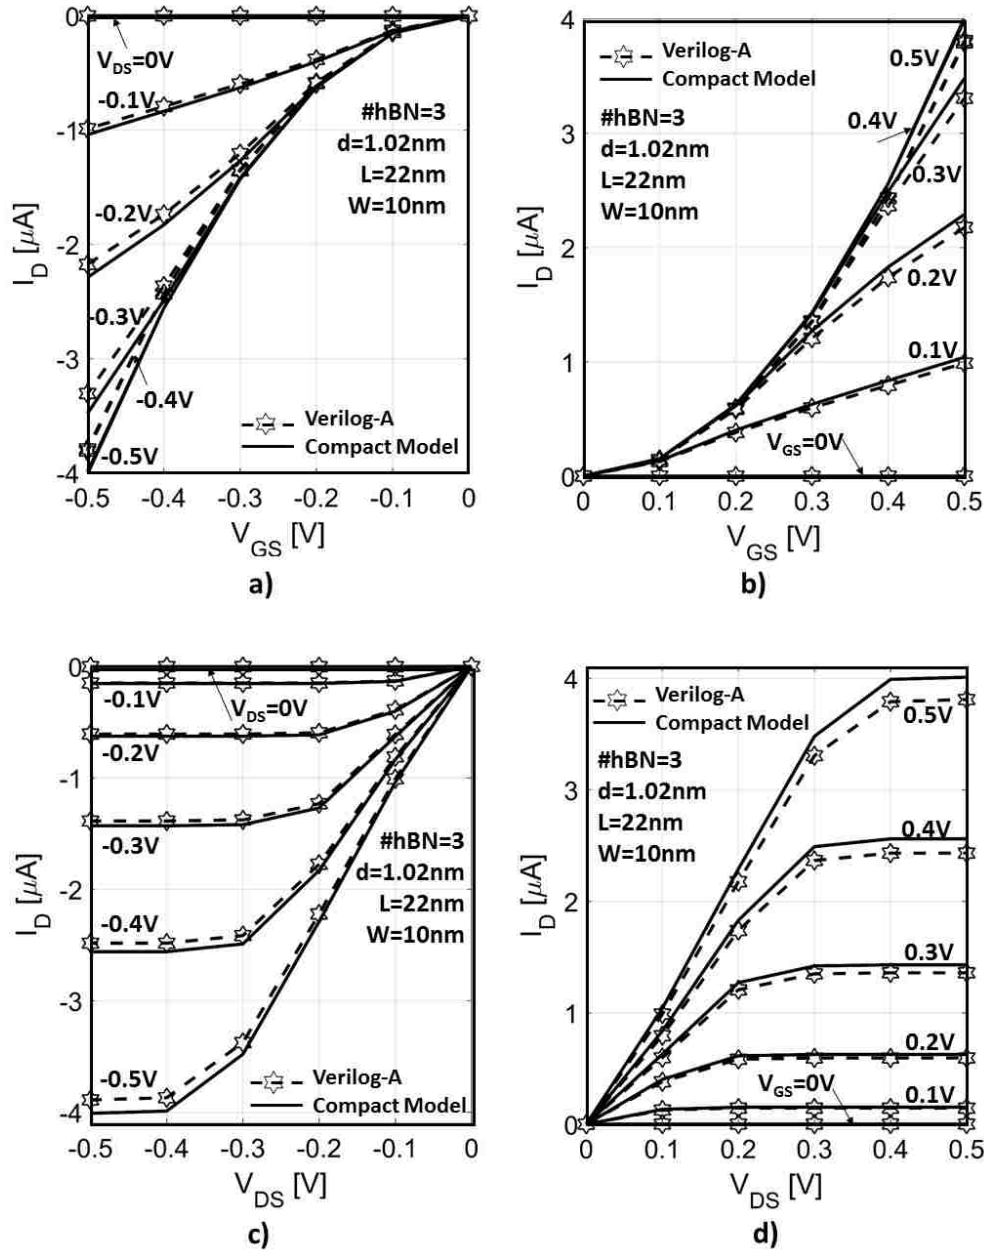 0
V_DS=0V
-0.1V
-1
#hBN=3
d=1.02nm
L=22nm
W=10nm
-0.2V
I_D [μA]
-2
-0.3V
-3
-0.4V
Verilog-A
Compact Model
-0.5V
-4
-0.5 -0.4 -0.3 -0.2 -0.1 0
V_GS [V]
a)
4
Verilog-A
Compact Model
0.5V
0.4V
#hBN=3
d=1.02nm
L=22nm
W=10nm
3
0.3V
I_D [μA]
2
0.2V
0.1V
1
V_GS=0V
0
0 0.1 0.2 0.3 0.4 0.5
V_GS [V]
b)
0
-0.1V
V_DS=0V
-0.2V
-1
-0.3V
#hBN=3
d=1.02nm
L=22nm
W=10nm
I_D [μA]
-2
-0.4V
-3
-0.5V
Verilog-A
Compact Model
-4
-0.5 -0.4 -0.3 -0.2 -0.1 0
V_DS [V]
c)
4
Verilog-A
Compact Model
0.5V
#hBN=3
d=1.02nm
L=22nm
W=10nm
3
0.4V
I_D [μA]
2
0.3V
1
0.2V
V_GS=0V
0.1V
0
0 0.1 0.2 0.3 0.4 0.5
V_DS [V]
d)